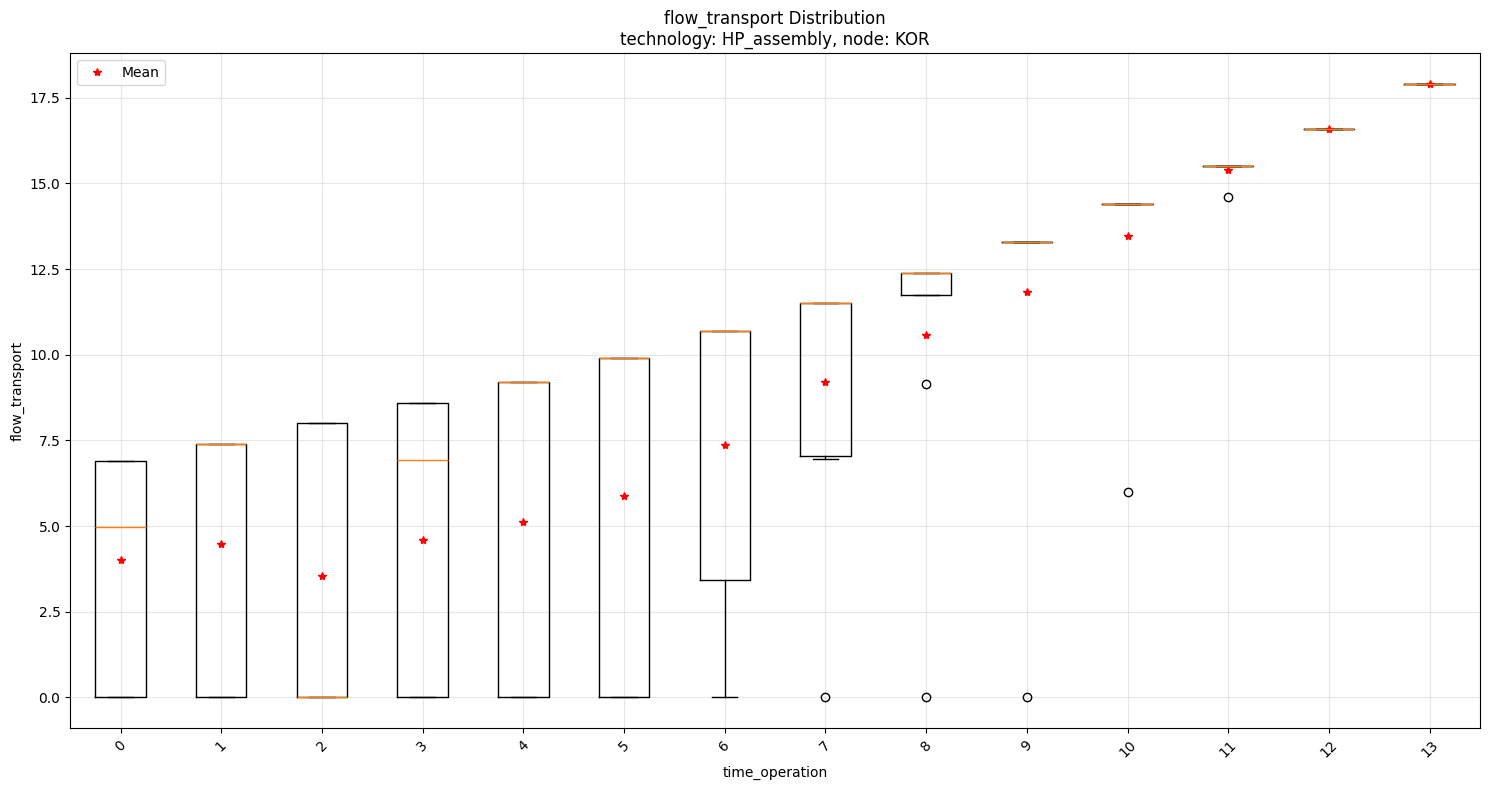 flow_transport Distribution
technology: HP_assembly, node: KOR
Mean
flow_transport
17.5
15.0
12.5
10.0
7.5
5.0
2.5
0.0
0 1 2 3 4 5 6 7 8 9 10 11 12 13
time_operation